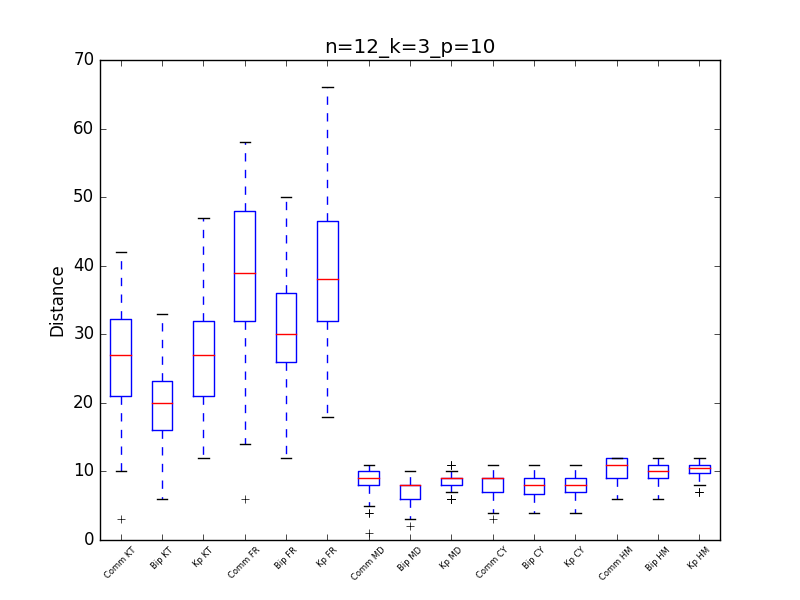 n=12_k=3_p=10
Distance
70
60
50
40
30
20
10
0
Comm KT
Bip KT
Kp KT
Comm FR
Bip FR
Kp FR
Comm MD
Bip MD
Kp MD
Comm CY
Bip CY
Kp CY
Comm HM
Bip HM
Kp HM